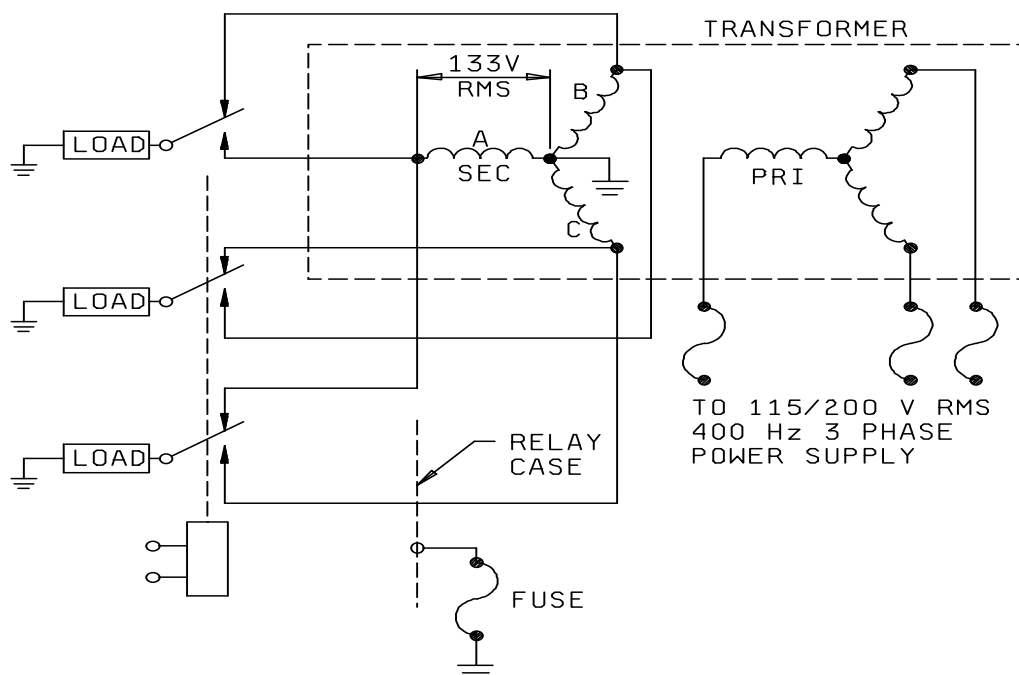 TRANSFORMER
133V
RMS
B
A
SEC
C
PRI
LOAD
LOAD
LOAD
TO 115/200 V RMS
400 Hz 3 PHASE
POWER SUPPLY
RELAY
CASE
FUSE